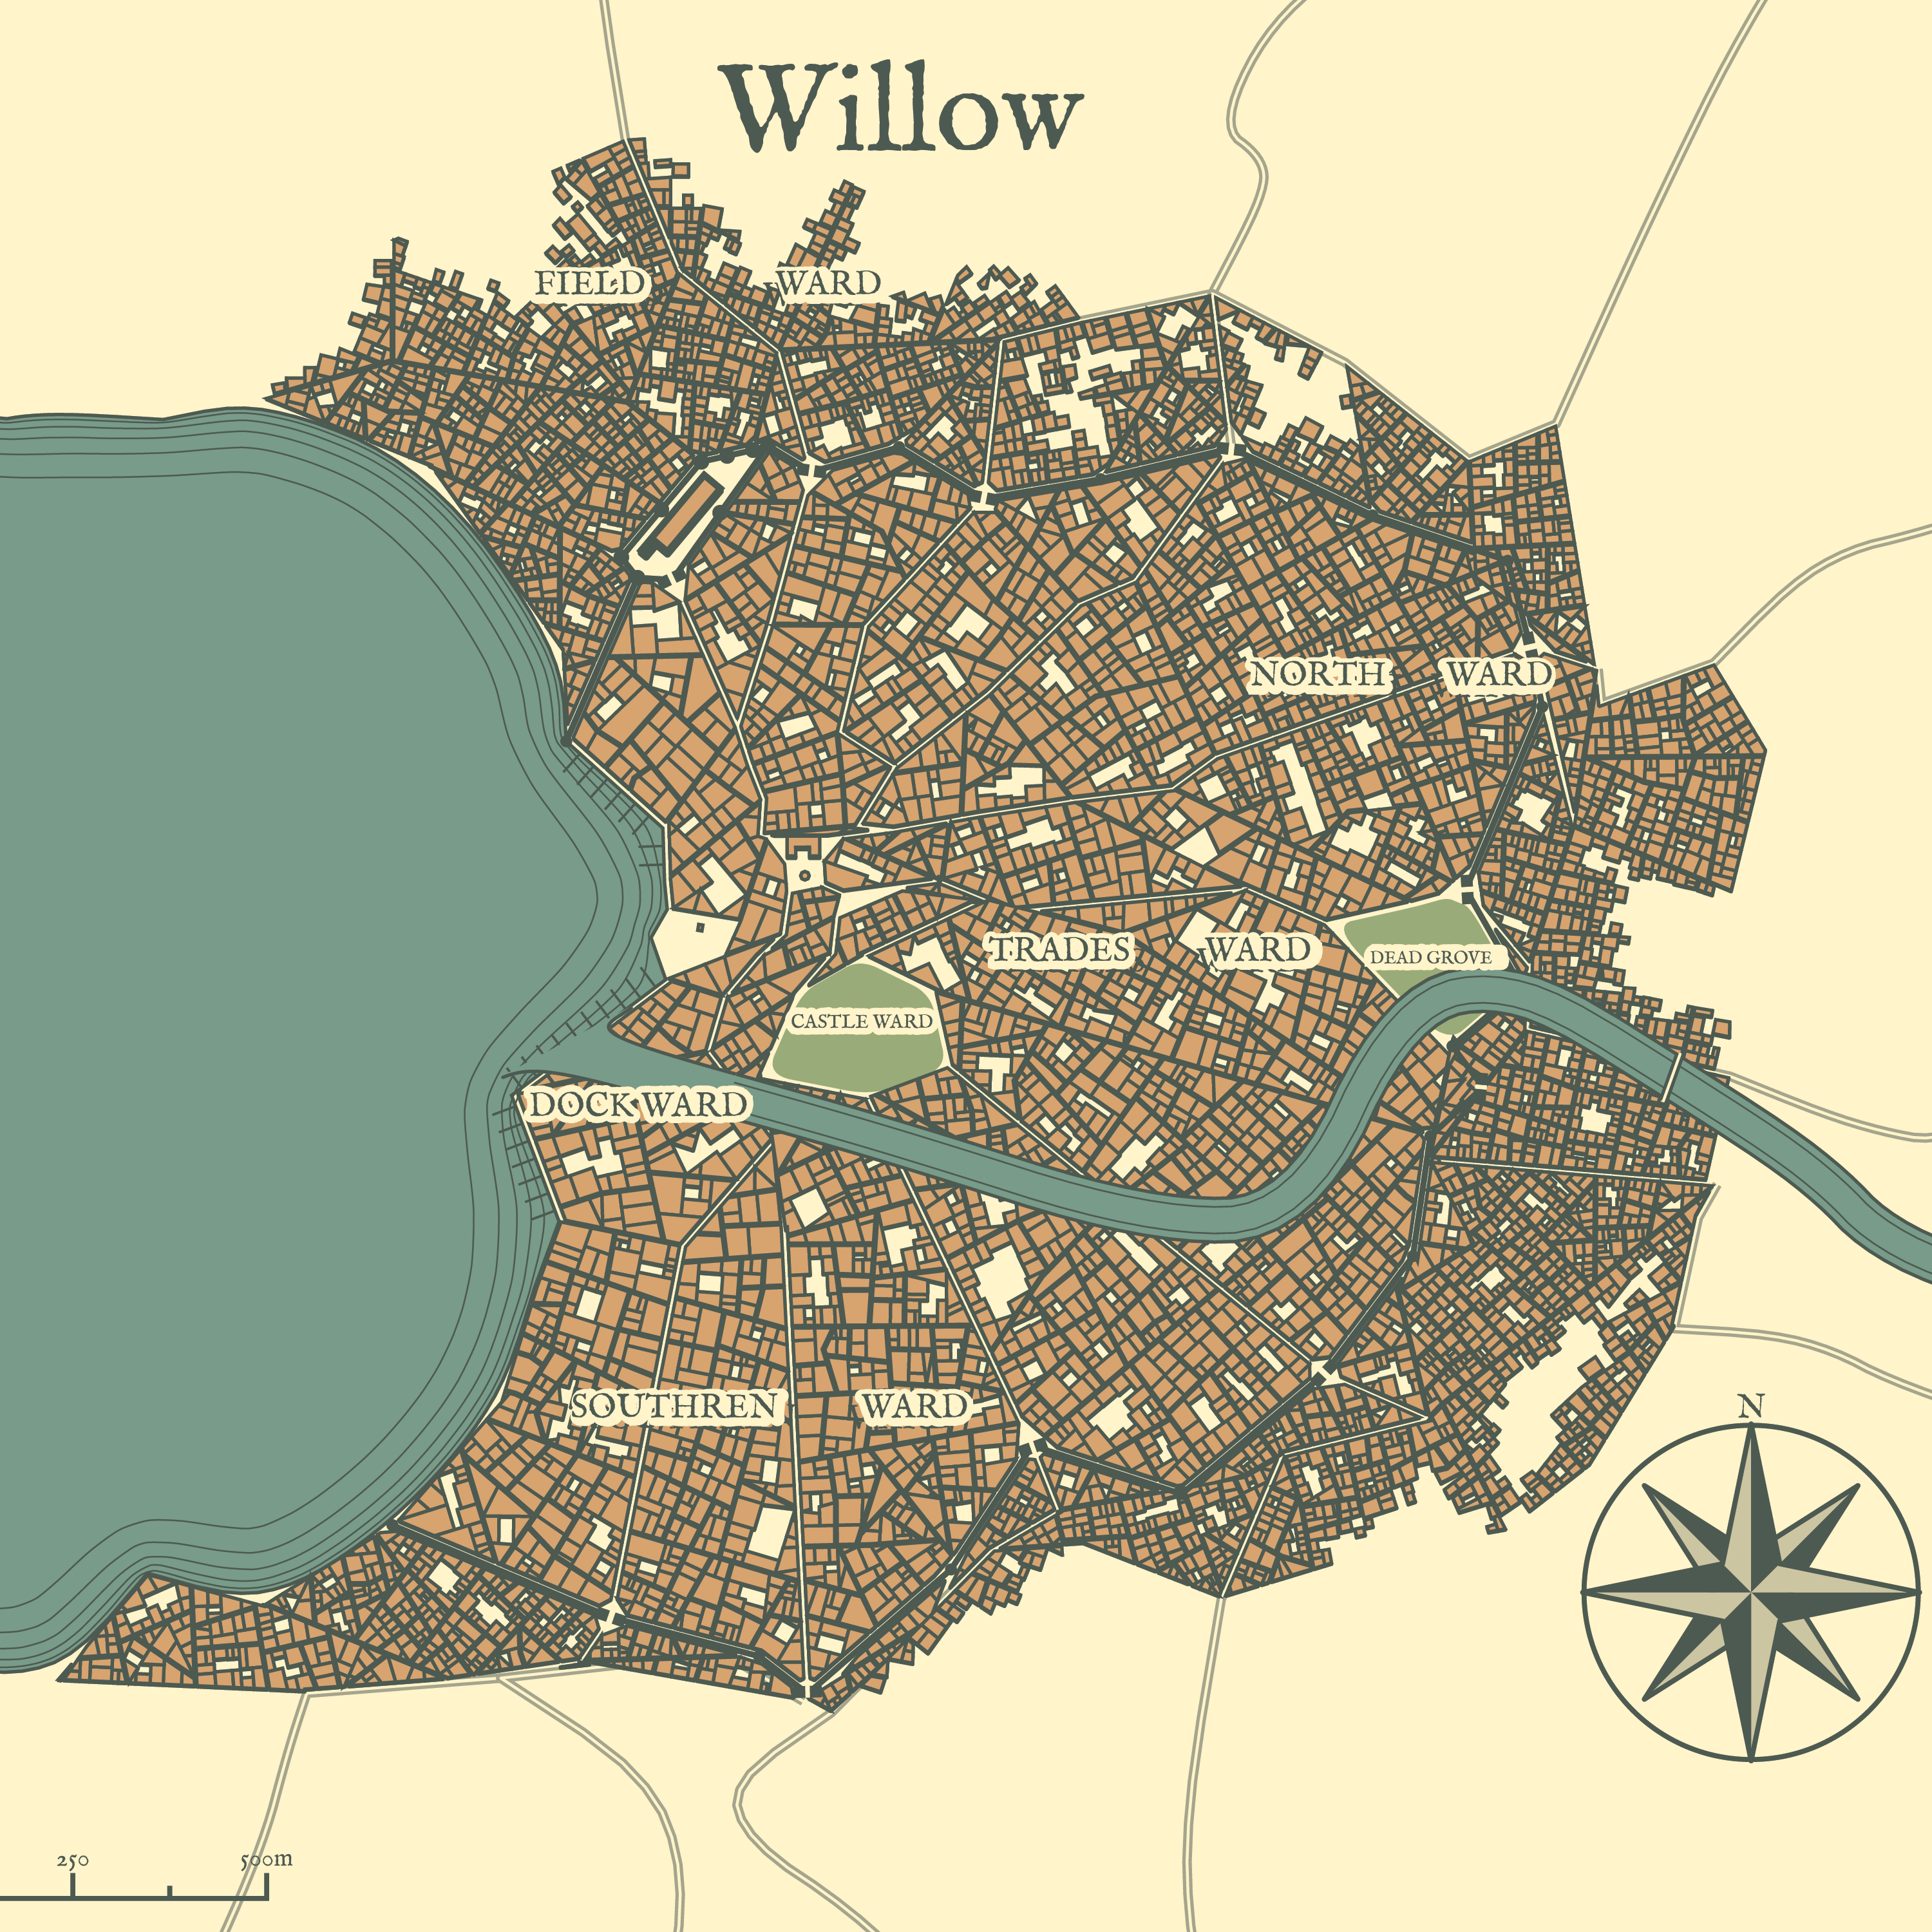 Willow
FIELD WARD
NORTH WARD
TRADES WARD
DEAD GROVE
CASTLE WARD
DOCK WARD
SOUTHREN WARD
N
250 500m